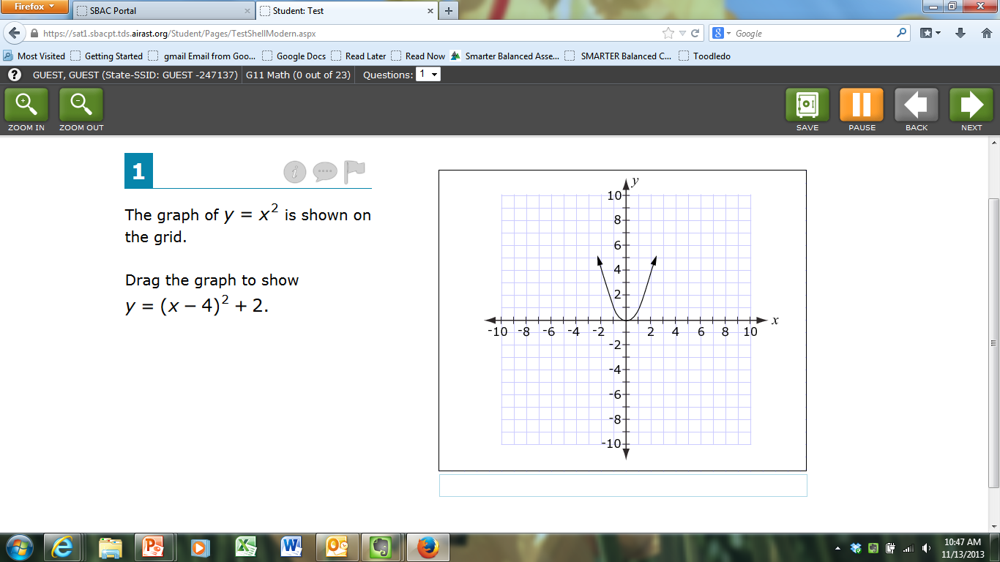 Firefox
SBAC Portal
Student: Test
https://sat1.sbacpt.tds.airast.org/Student/Pages/TestShellModern.aspx
Google
Most Visited
Getting Started
gmail Email from Goo...
Google Docs
Read Later
Read Now
Smarter Balanced Asse...
SMARTER Balanced C...
Toodledo
GUEST, GUEST (State-SSID: GUEST -247137)
G11 Math (0 out of 23)
Questions: 1
ZOOM IN
ZOOM OUT
SAVE
PAUSE
BACK
NEXT
1
The graph of y = x² is shown on
the grid.
Drag the graph to show
y = (x − 4)² + 2.
y
10
8
6
4
2
-10 -8 -6 -4 -2 2 4 6 8 10 x
-2
-4
-6
-8
-10
10:47 AM
11/13/2013